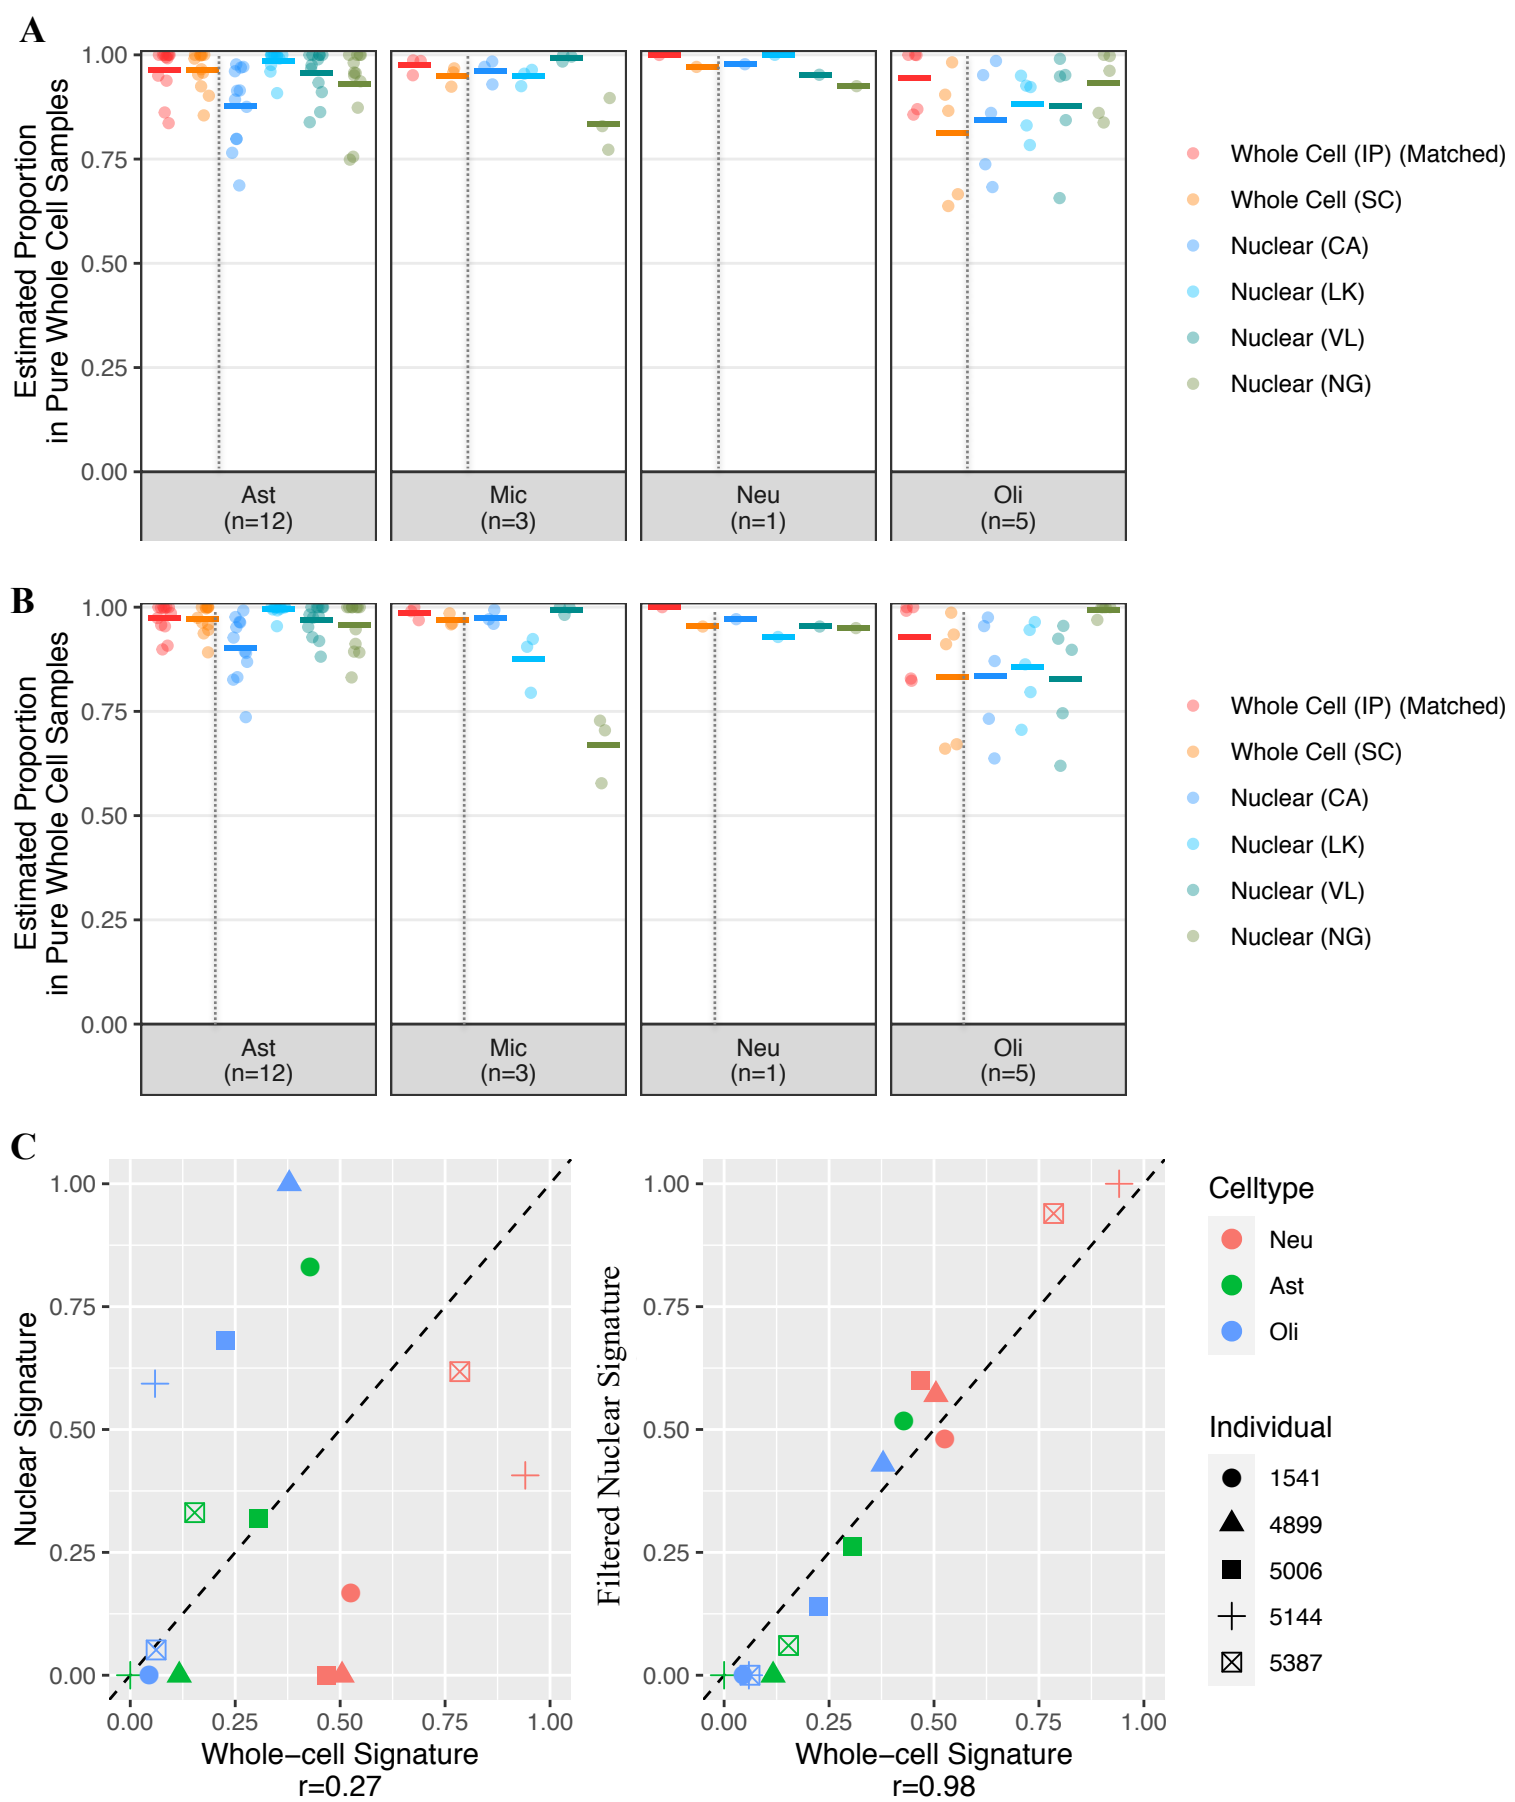 A
Estimated Proportion
in Pure Whole Cell Samples
1.00
0.75
0.50
0.25
0.00
Ast
(n=12)
Mic
(n=3)
Neu
(n=1)
Oli
(n=5)
Whole Cell (IP) (Matched)
Whole Cell (SC)
Nuclear (CA)
Nuclear (LK)
Nuclear (VL)
Nuclear (NG)
B
Estimated Proportion
in Pure Whole Cell Samples
1.00
0.75
0.50
0.25
0.00
Ast
(n=12)
Mic
(n=3)
Neu
(n=1)
Oli
(n=5)
Whole Cell (IP) (Matched)
Whole Cell (SC)
Nuclear (CA)
Nuclear (LK)
Nuclear (VL)
Nuclear (NG)
C
Nuclear Signature
1.00
0.75
0.50
0.25
0.00
0.00 0.25 0.50 0.75 1.00
Whole−cell Signature
r=0.27
Filtered Nuclear Signature
1.00
0.75
0.50
0.25
0.00
0.00 0.25 0.50 0.75 1.00
Whole−cell Signature
r=0.98
Celltype
Neu
Ast
Oli
Individual
1541
4899
5006
5144
5387